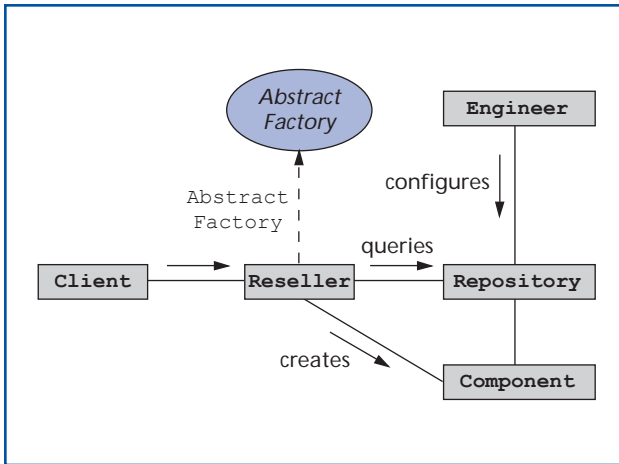 Abstract
Factory
Engineer
configures
Abstract
Factory
queries
Client
Reseller
Repository
creates
Component